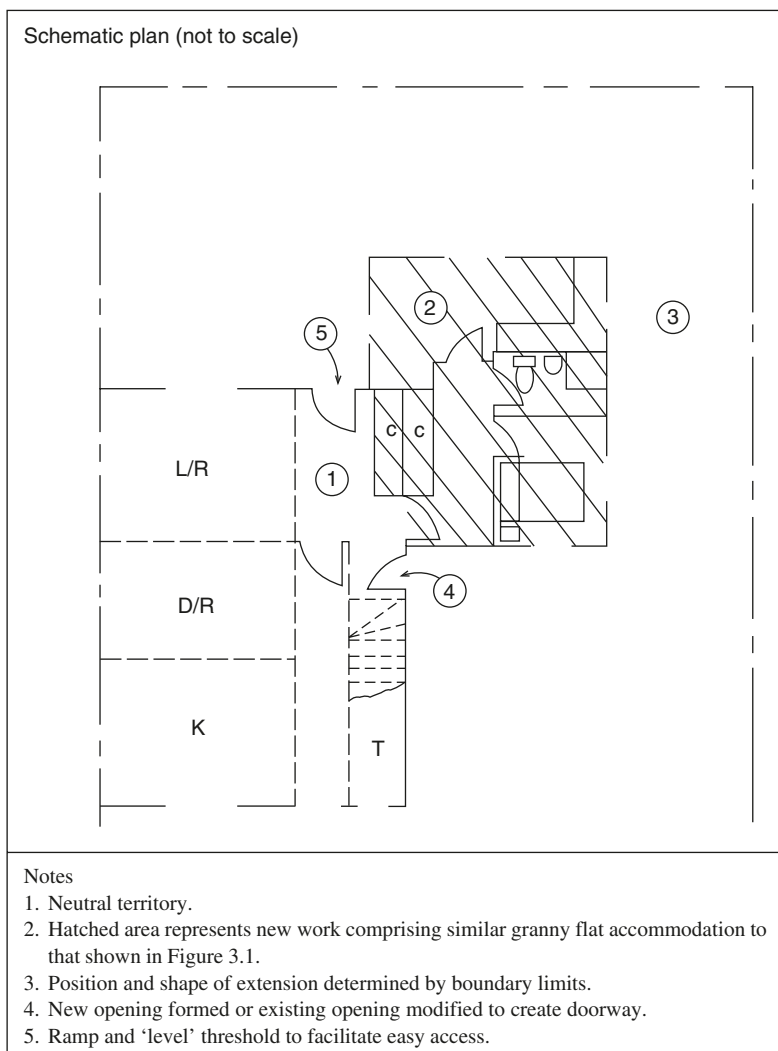 Schematic plan (not to scale)
2
3
5
c c
L/R
1
4
D/R
K
T
Notes
1. Neutral territory.
2. Hatched area represents new work comprising similar granny flat accommodation to
that shown in Figure 3.1.
3. Position and shape of extension determined by boundary limits.
4. New opening formed or existing opening modified to create doorway.
5. Ramp and ‘level’ threshold to facilitate easy access.